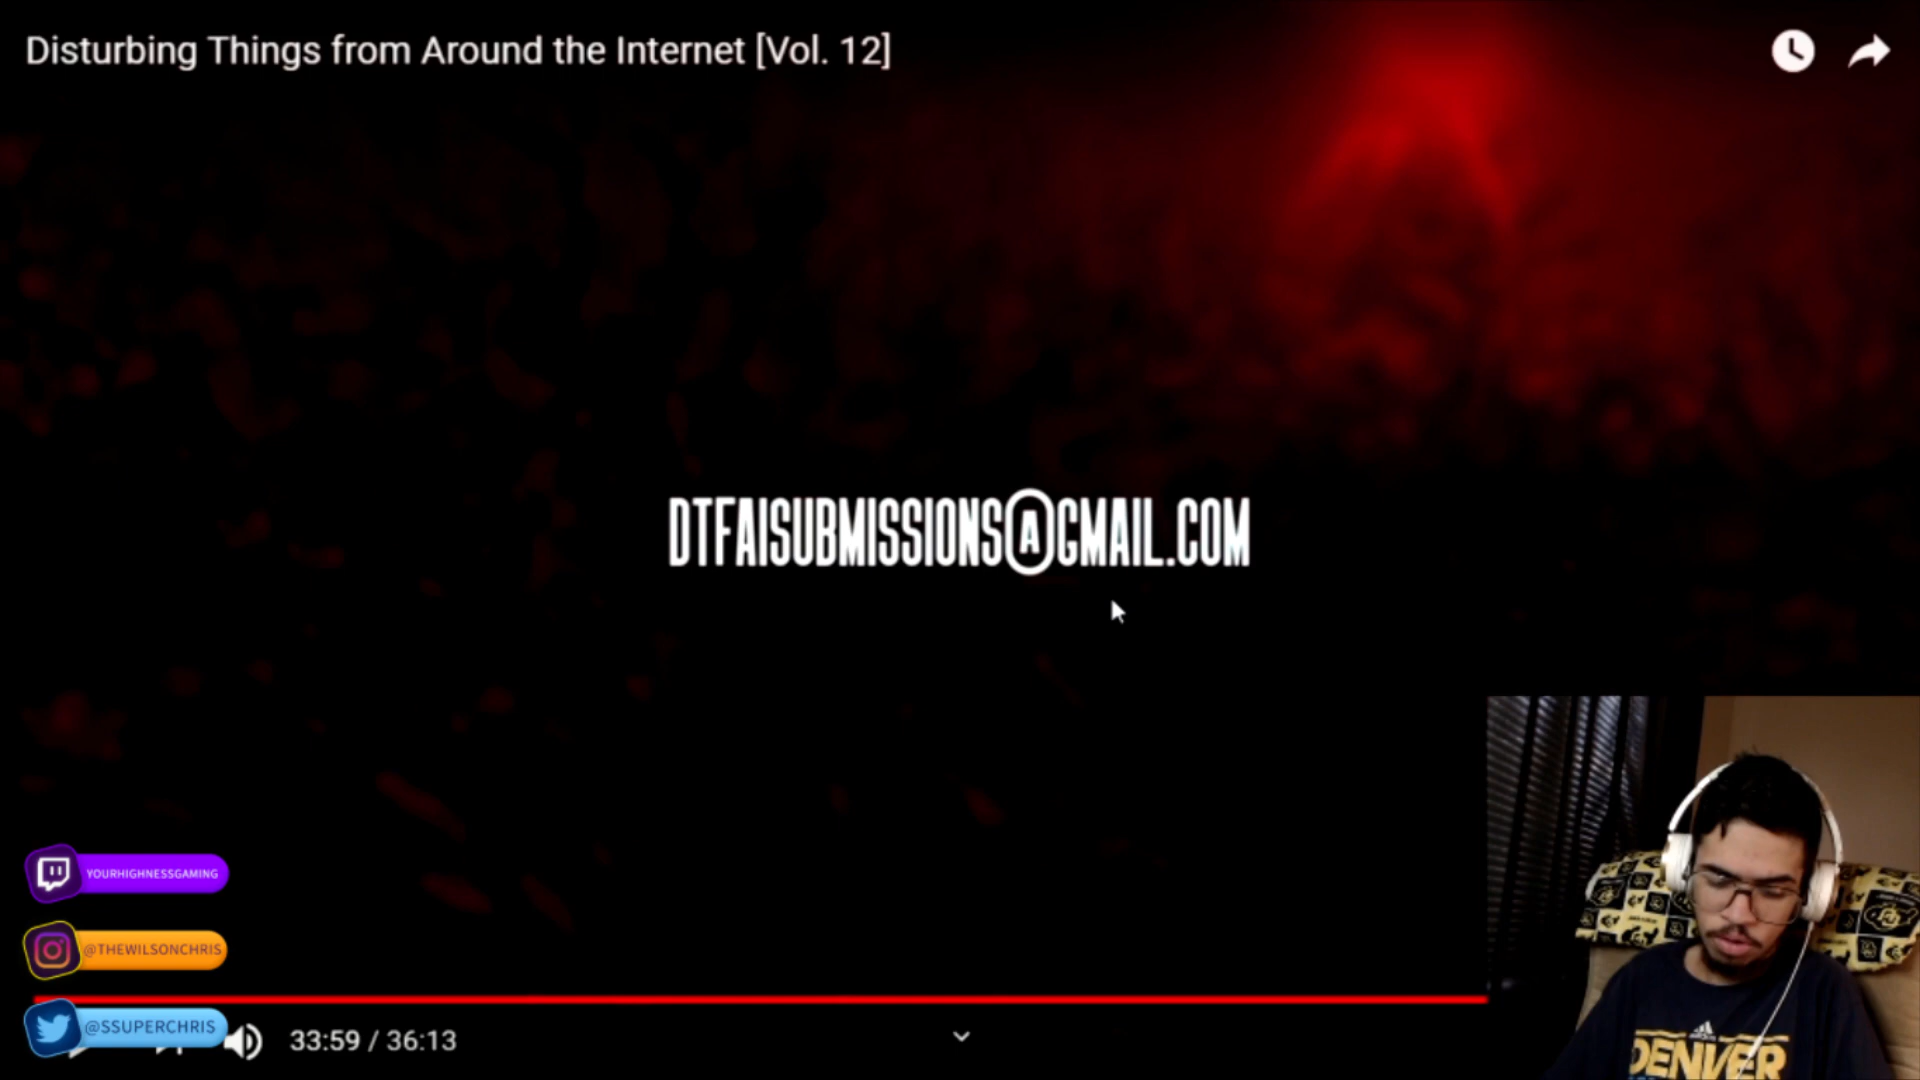 Disturbing Things from Around the Internet [Vol. 12]
DTFAISUBMISSIONS@GMAIL.COM
YOURHIGHNESSGAMING
@THEWILSONCHRIS
@SSUPERCHRIS
33:59 / 36:13
DENVER